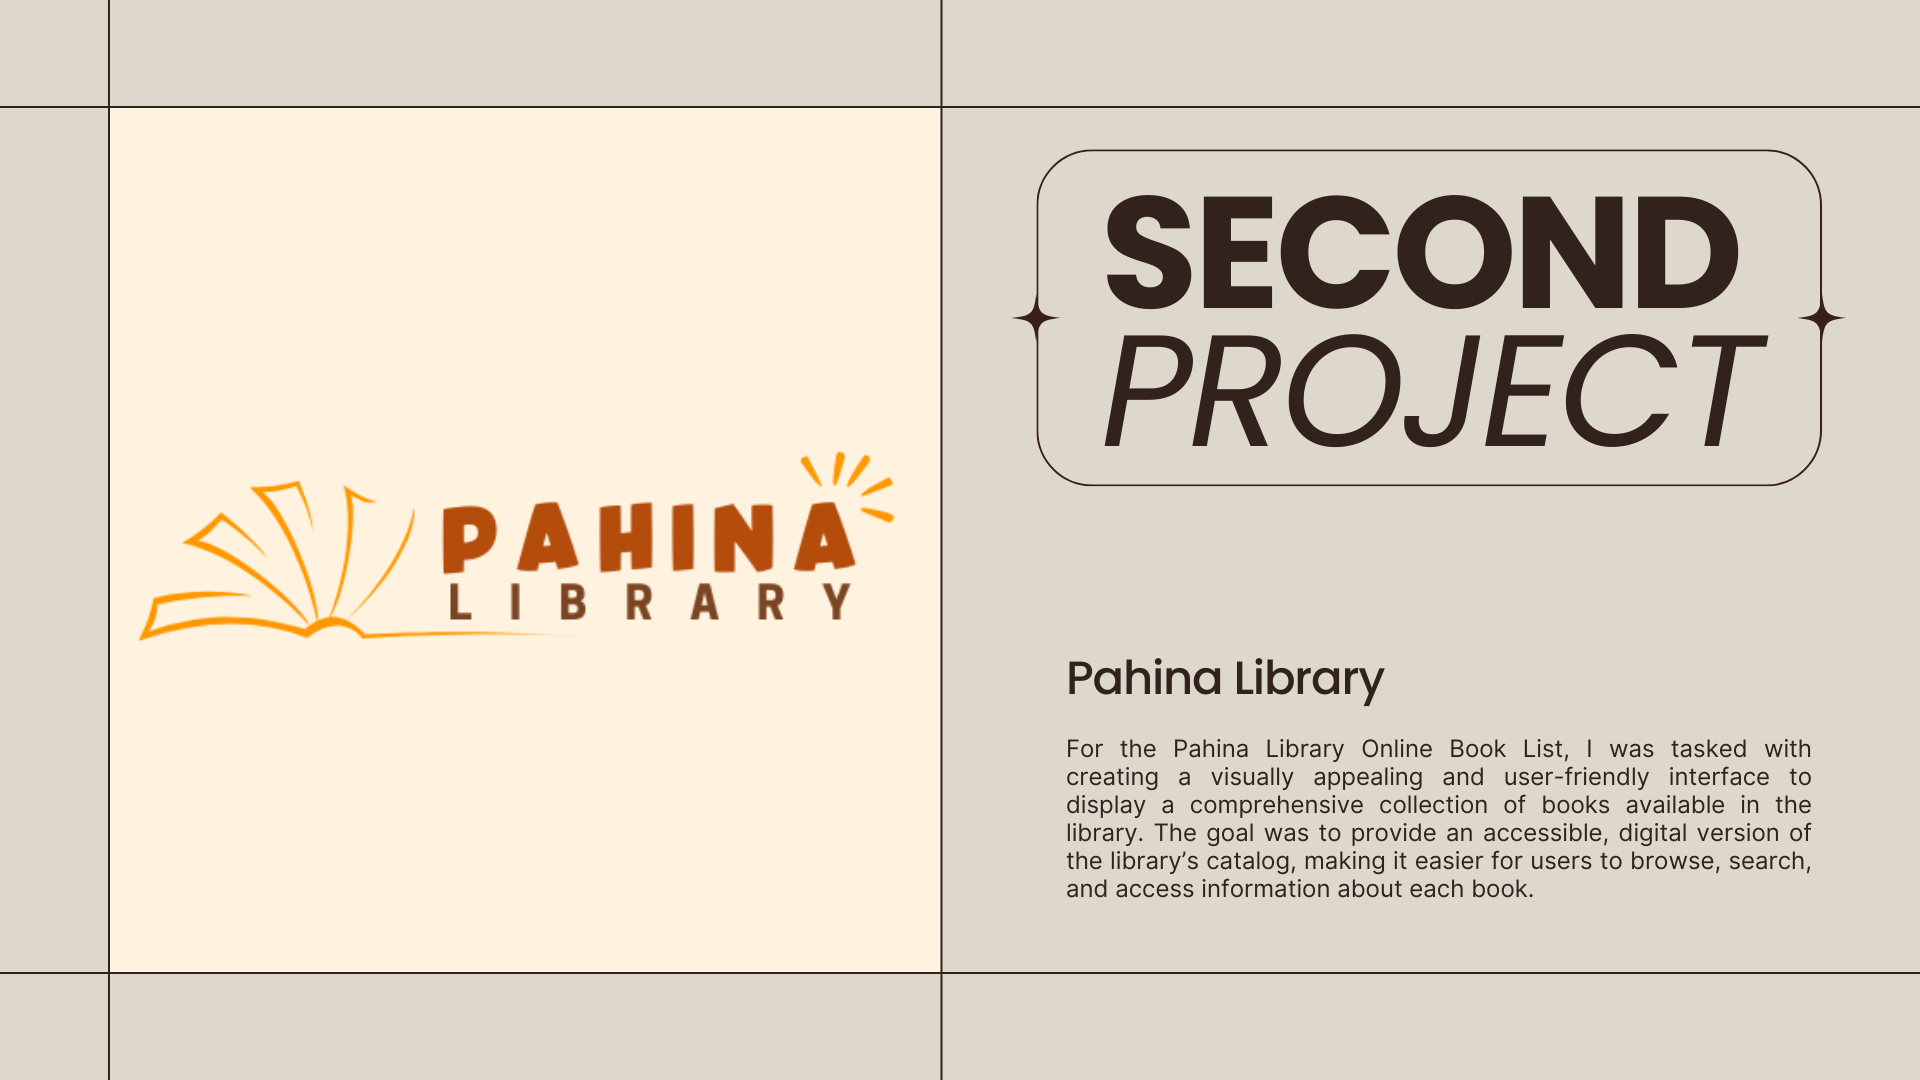 PAHINA
LIBRARY
SECOND
PROJECT
Pahina Library
For the Pahina Library Online Book List, I was tasked with
creating a visually appealing and user-friendly interface to
display a comprehensive collection of books available in the
library. The goal was to provide an accessible, digital version of
the library’s catalog, making it easier for users to browse, search,
and access information about each book.